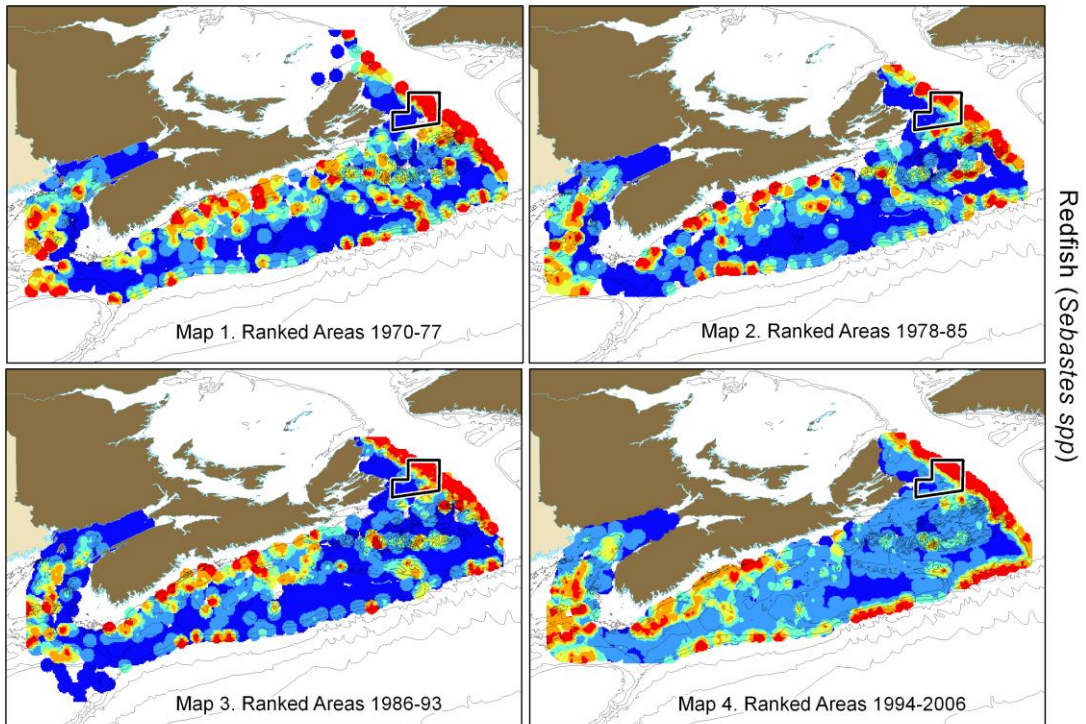 Map 1. Ranked Areas 1970-77
Map 2. Ranked Areas 1978-85
Map 3. Ranked Areas 1986-93
Map 4. Ranked Areas 1994-2006
Redfish (Sebastes spp)